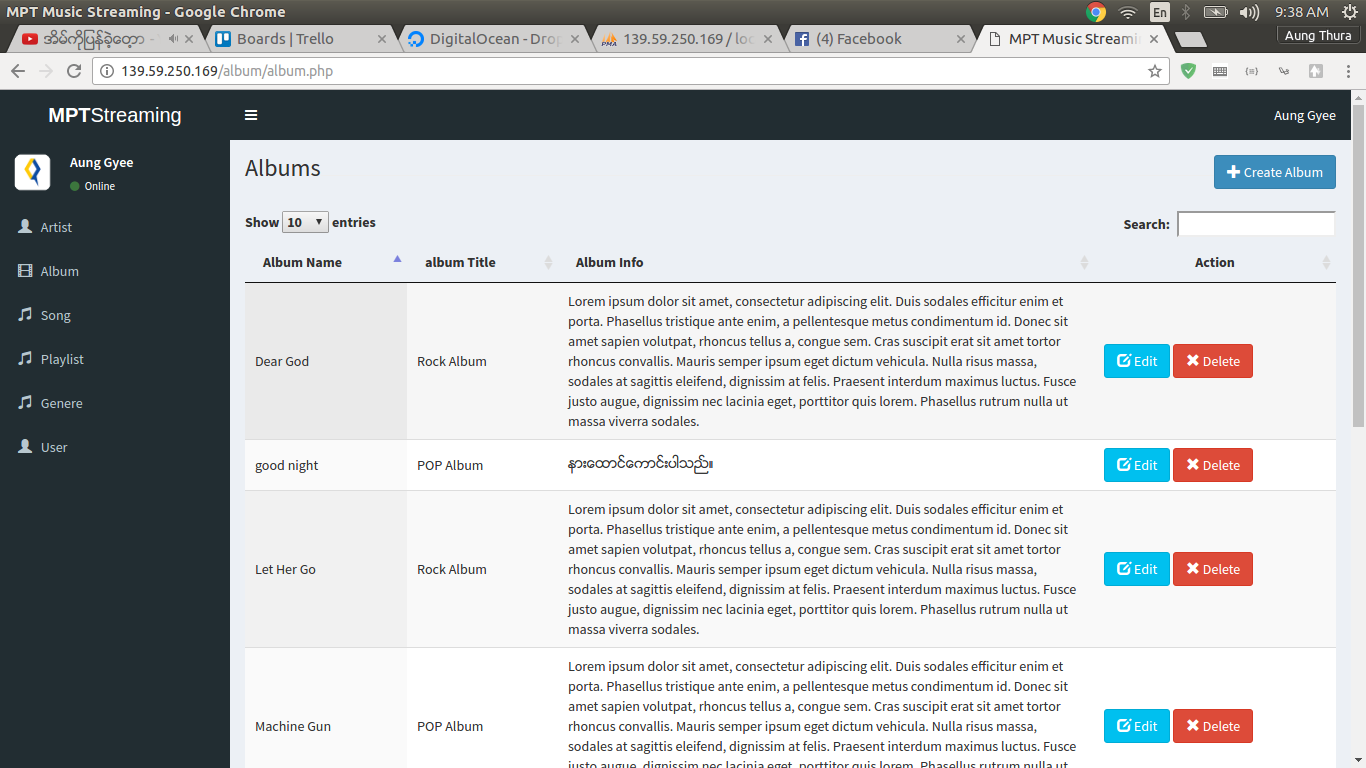 MPT Music Streaming - Google Chrome
En
9:38 AM
အိမ်ကိုပြန်ခဲ့တော့ -
Boards | Trello
DigitalOcean - Drop
139.59.250.169 / loc
(4) Facebook
MPT Music Streami
Aung Thura
139.59.250.169/album/album.php
MPTStreaming
Aung Gyee
Aung Gyee
Online
Artist
Album
Song
Playlist
Genere
User
Albums
Create Album
Show 10 entries
Search:
Album Name album Title Album Info Action
Dear God
Rock Album
Lorem ipsum dolor sit amet, consectetur adipiscing elit. Duis sodales efficitur enim et
porta. Phasellus tristique ante enim, a pellentesque metus condimentum id. Donec sit
amet sapien volutpat, rhoncus tellus a, congue sem. Cras suscipit erat sit amet tortor
rhoncus convallis. Mauris semper ipsum eget dictum vehicula. Nulla risus massa,
sodales at sagittis eleifend, dignissim at felis. Praesent interdum maximus luctus. Fusce
justo augue, dignissim nec lacinia eget, porttitor quis lorem. Phasellus rutrum nulla ut
massa viverra sodales.
Edit Delete
good night
POP Album
နားထောင်ကောင်းပါသည်။
Edit Delete
Let Her Go
Rock Album
Lorem ipsum dolor sit amet, consectetur adipiscing elit. Duis sodales efficitur enim et
porta. Phasellus tristique ante enim, a pellentesque metus condimentum id. Donec sit
amet sapien volutpat, rhoncus tellus a, congue sem. Cras suscipit erat sit amet tortor
rhoncus convallis. Mauris semper ipsum eget dictum vehicula. Nulla risus massa,
sodales at sagittis eleifend, dignissim at felis. Praesent interdum maximus luctus. Fusce
justo augue, dignissim nec lacinia eget, porttitor quis lorem. Phasellus rutrum nulla ut
massa viverra sodales.
Edit Delete
Machine Gun
POP Album
Lorem ipsum dolor sit amet, consectetur adipiscing elit. Duis sodales efficitur enim et
porta. Phasellus tristique ante enim, a pellentesque metus condimentum id. Donec sit
amet sapien volutpat, rhoncus tellus a, congue sem. Cras suscipit erat sit amet tortor
rhoncus convallis. Mauris semper ipsum eget dictum vehicula. Nulla risus massa,
sodales at sagittis eleifend, dignissim at felis. Praesent interdum maximus luctus. Fusce
justo augue, dignissim nec lacinia eget, porttitor quis lorem. Phasellus rutrum nulla ut
Edit Delete